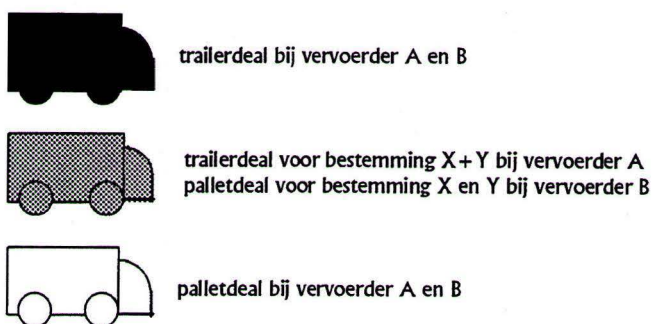 trailerdeal bij vervoerder A en B
trailerdeal voor bestemming X+Y bij vervoerder A
palletdeal voor bestemming X en Y bij vervoerder B
palletdeal bij vervoerder A en B